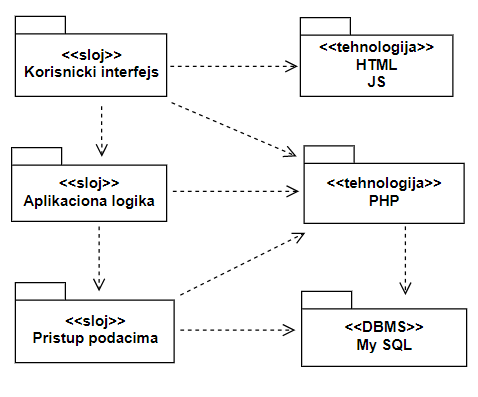 <<sloj>>
Korisnicki interfejs
<<tehnologija>>
HTML
JS
<<sloj>>
Aplikaciona logika
<<tehnologija>>
PHP
<<sloj>>
Pristup podacima
<<DBMS>>
My SQL